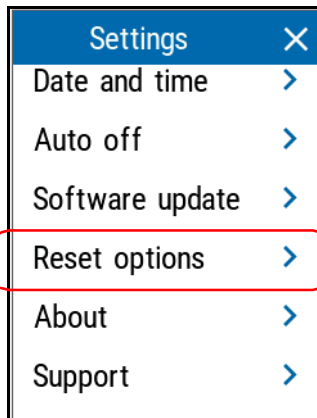 Settings
Date and time
Auto off
Software update
Reset options
About
Support